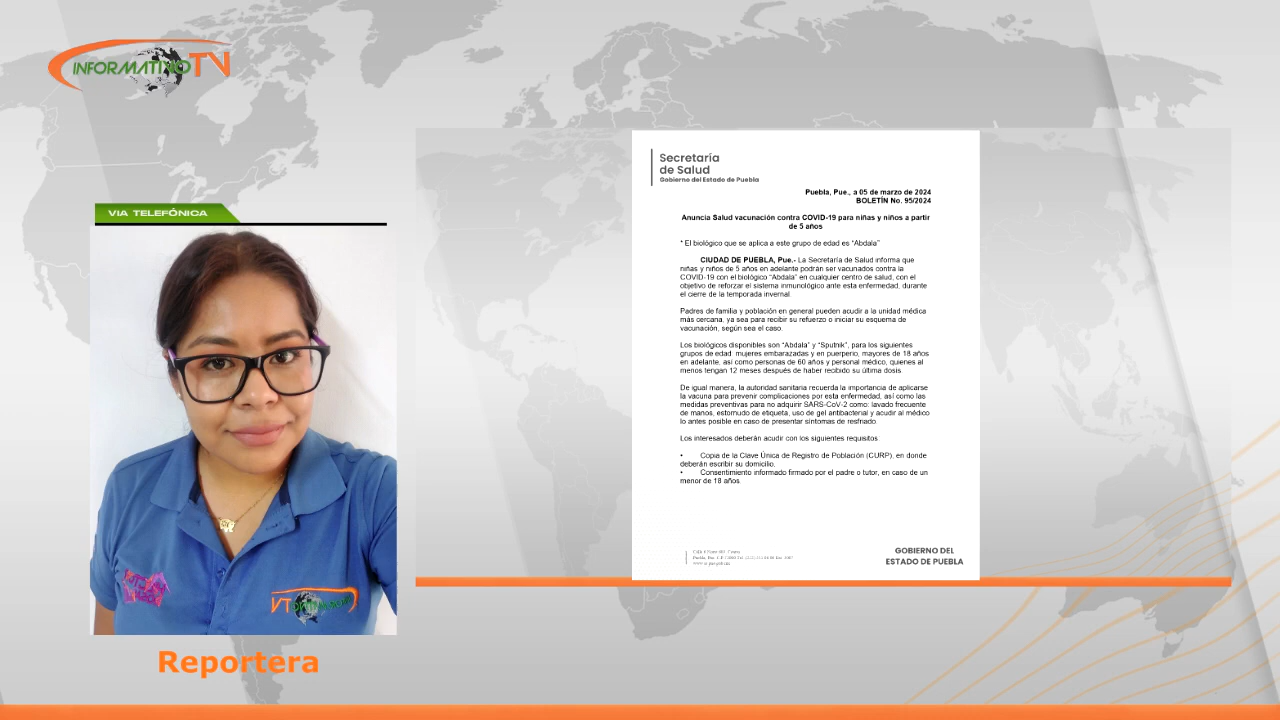 INFORMATIVO TV
VIA TELEFÓNICA
Reportera
Secretaría
de Salud
Gobierno del Estado de Puebla
Puebla, Pue., a 05 de marzo de 2024
BOLETÍN No. 95/2024
Anuncia Salud vacunación contra COVID-19 para niñas y niños a partir
de 5 años
* El biológico que se aplica a este grupo de edad es “Abdala”
CIUDAD DE PUEBLA, Pue.- La Secretaría de Salud informa que
niñas y niños de 5 años en adelante podrán ser vacunados contra la
COVID-19 con el biológico “Abdala” en cualquier centro de salud, con el
objetivo de reforzar el sistema inmunológico ante esta enfermedad, durante
el cierre de la temporada invernal.
Padres de familia y población en general pueden acudir a la unidad médica
más cercana, ya sea para recibir su refuerzo o iniciar su esquema de
vacunación, según sea el caso.
Los biológicos disponibles son “Abdala” y “Sputnik”, para los siguientes
grupos de edad: mujeres embarazadas y en puerperio, mayores de 18 años
en adelante, así como personas de 60 años y personal médico, quienes al
menos tengan 12 meses después de haber recibido su última dosis.
De igual manera, la autoridad sanitaria recuerda la importancia de aplicarse
la vacuna para prevenir complicaciones por esta enfermedad, así como las
medidas preventivas para no adquirir SARS-CoV-2 como: lavado frecuente
de manos, estornudo de etiqueta, uso de gel antibacterial y acudir al médico
lo antes posible en caso de presentar síntomas de resfriado.
Los interesados deberán acudir con los siguientes requisitos:
• Copia de la Clave Única de Registro de Población (CURP), en donde
deberán escribir su domicilio.
• Consentimiento informado firmado por el padre o tutor, en caso de un
menor de 18 años.
GOBIERNO DEL
ESTADO DE PUEBLA